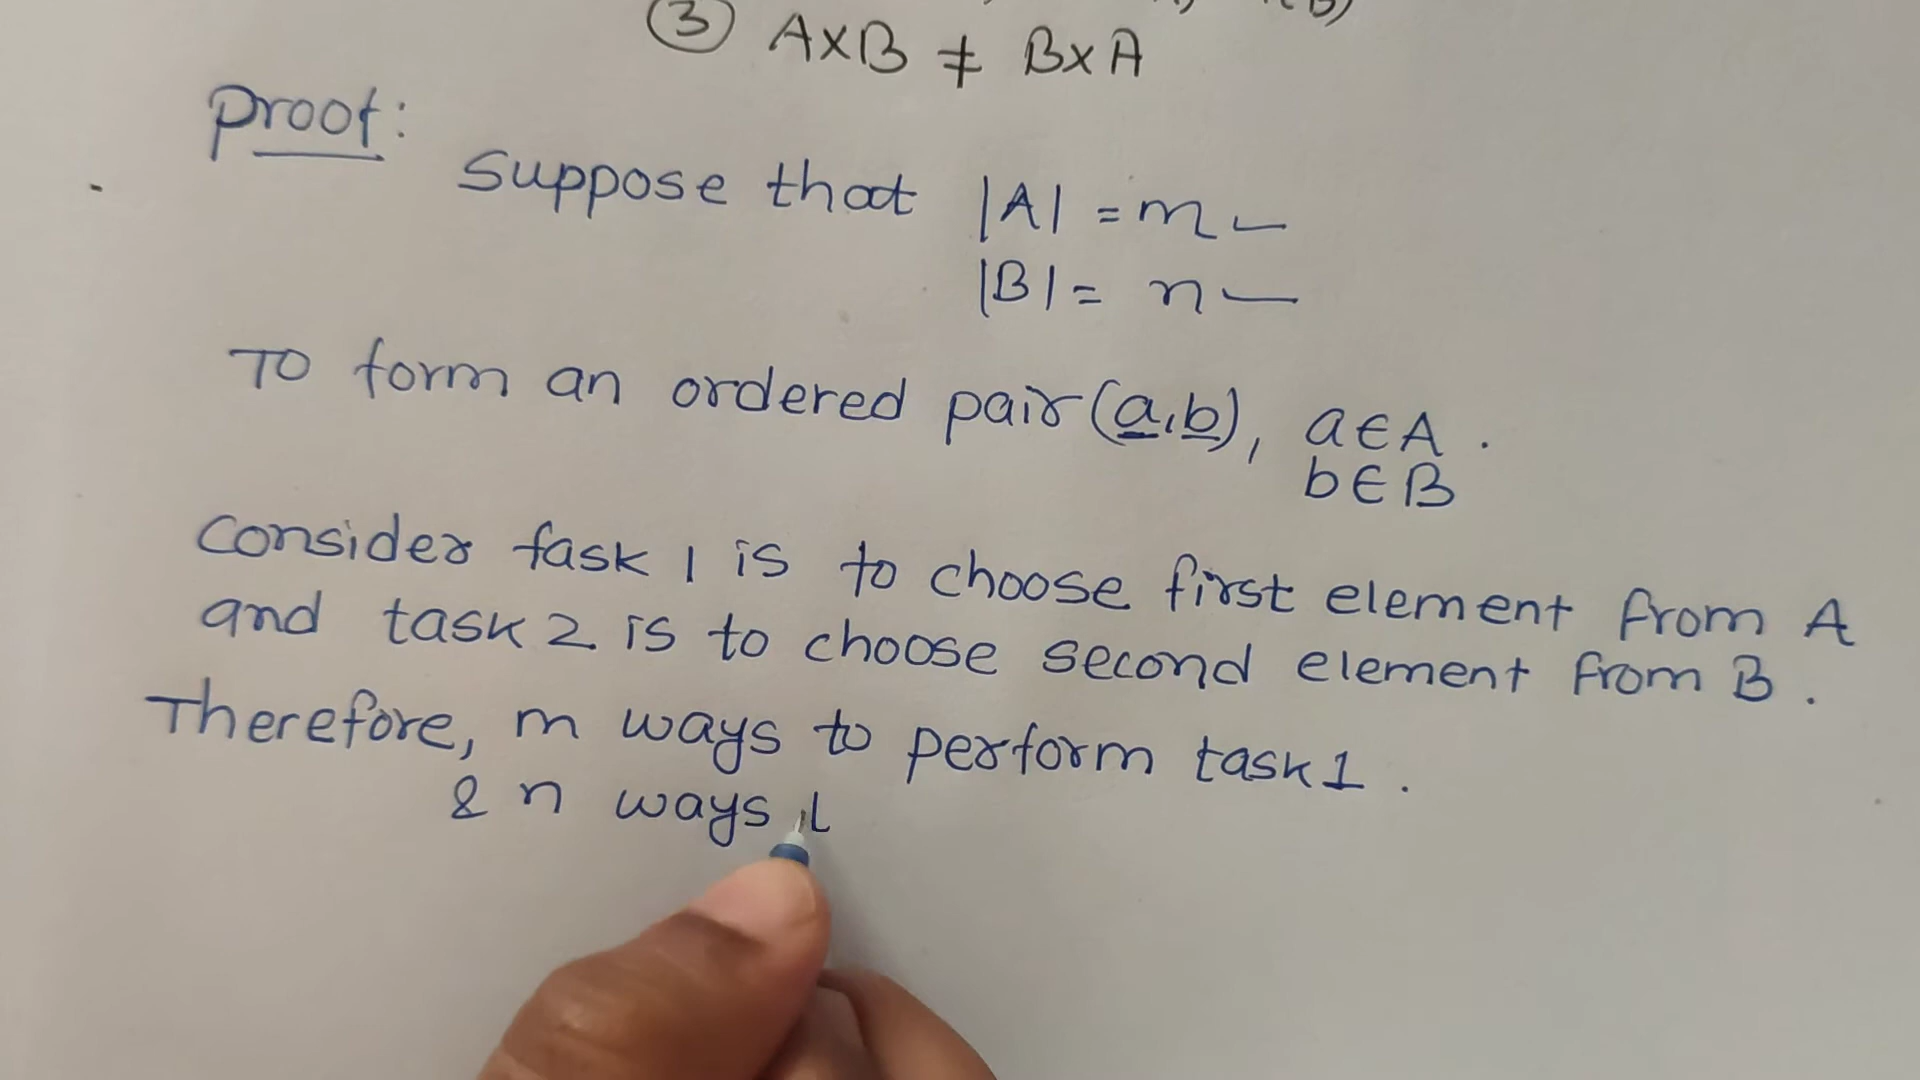 ③ A×B ≠ B×A
Proof:
Suppose that |A| = m
|B| = n
To form an ordered pair (a,b), a∈A.
b∈B
Consider task 1 is to choose first element from A
and task 2 is to choose second element from B.
Therefore, m ways to perform task 1.
& n ways